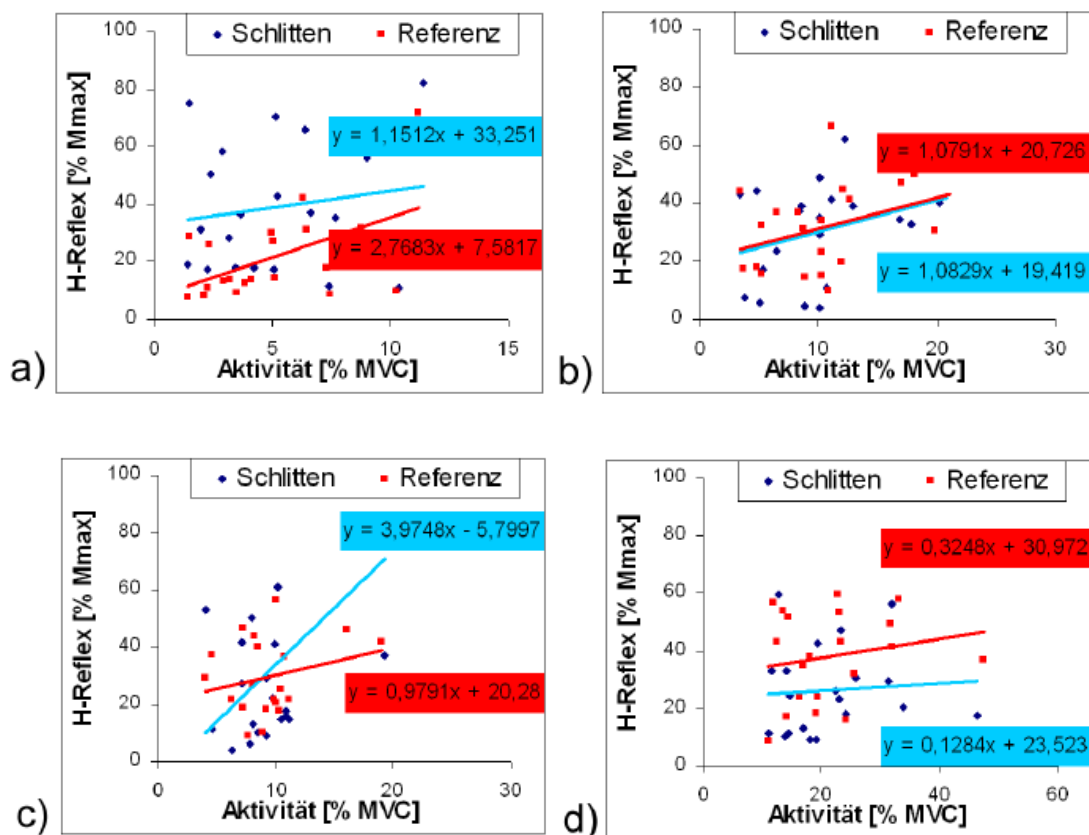 Schlitten Referenz
H-Reflex [% Mmax]
100
80
60
40
20
0
y = 1,1512x + 33,251
y = 2,7683x + 7,5817
0 5 10 15
Aktivität [% MVC]
a)
Schlitten Referenz
H-Reflex [% Mmax]
100
80
60
40
20
0
y = 1,0791x + 20,726
y = 1,0829x + 19,419
0 10 20 30
Aktivität [% MVC]
b)
Schlitten Referenz
H-Reflex [% Mmax]
100
80
60
40
20
0
y = 3,9748x - 5,7997
y = 0,9791x + 20,28
0 10 20 30
Aktivität [% MVC]
c)
Schlitten Referenz
H-Reflex [% Mmax]
100
80
60
40
20
0
y = 0,3248x + 30,972
y = 0,1284x + 23,523
0 20 40 60
Aktivität [% MVC]
d)